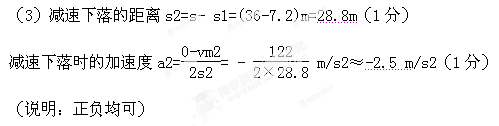 （3）减速下落的距离 s2=s- s1=(36-7.2)m=28.8m（1 分）
减速下落时的加速度 a2=\frac{0-vm2}{2s2}= -\frac{122}{2×28.8} m/s2≈-2.5 m/s2（1 分）
（说明：正负均可）